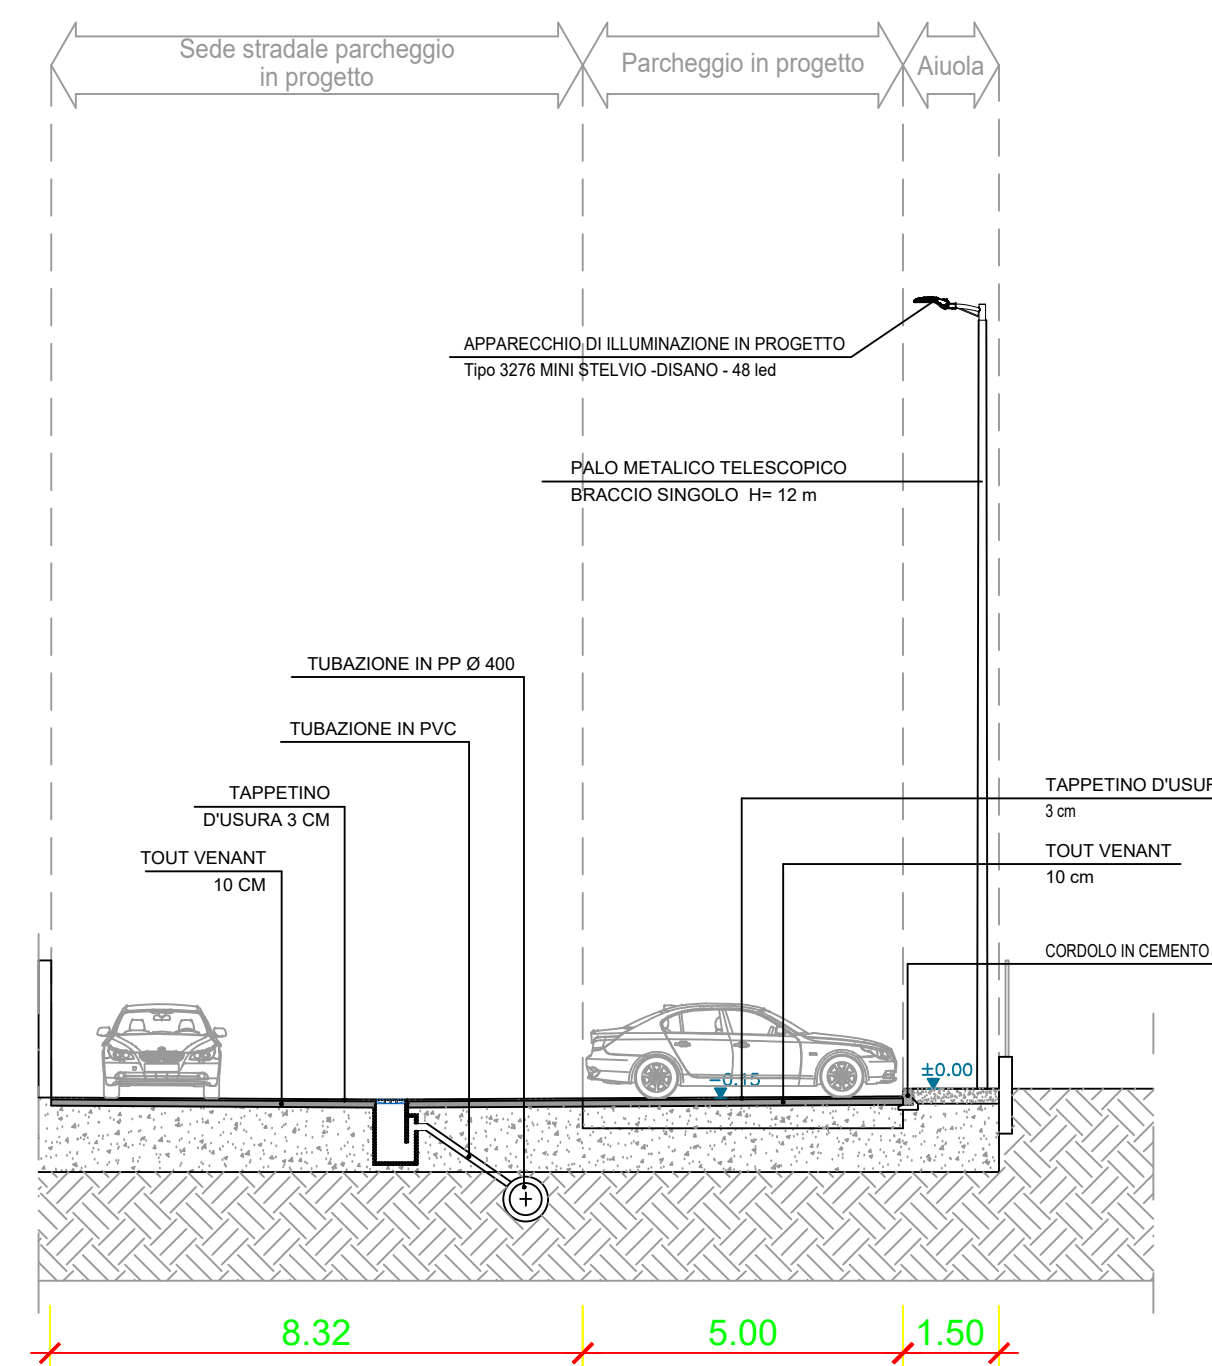 Sede stradale parcheggio
in progetto
Parcheggio in progetto
Aiuola
APPARECCHIO DI ILLUMINAZIONE IN PROGETTO
Tipo 3276 MINI STELVIO -DISANO - 48 led
PALO METALICO TELESCOPICO
BRACCIO SINGOLO H= 12 m
TUBAZIONE IN PP Ø 400
TUBAZIONE IN PVC
TAPPETINO
D'USURA 3 CM
TOUT VENANT
10 CM
TAPPETINO D'USUR
3 cm
TOUT VENANT
10 cm
CORDOLO IN CEMENTO
±0.00
-0.15
8.32
5.00
1.50